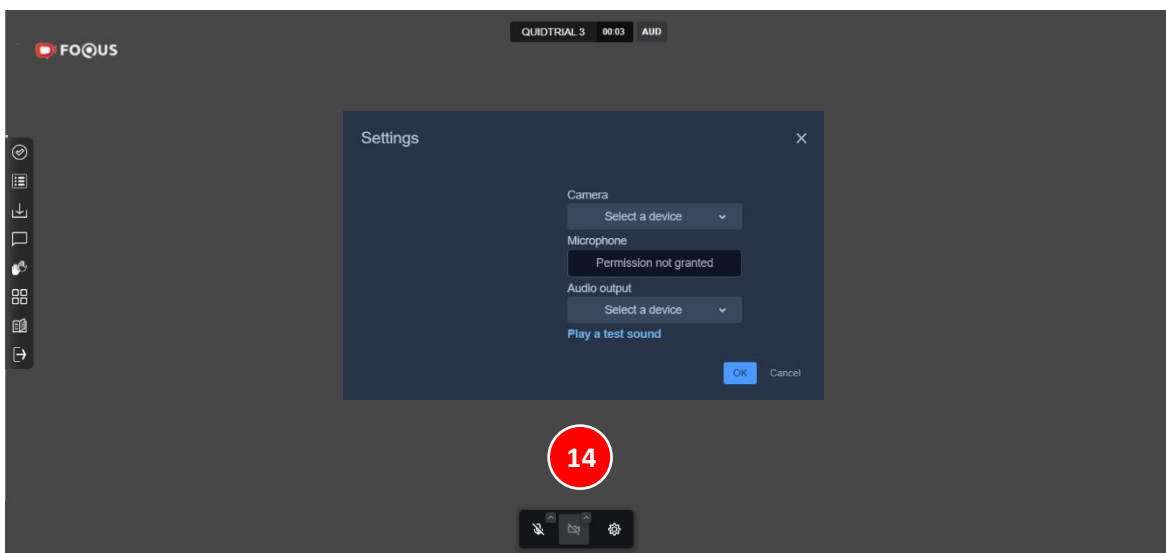 QUIDTRIAL 3 00:03 AUD
FOQUS
Settings
Camera
Select a device
Microphone
Permission not granted
Audio output
Select a device
Play a test sound
OK Cancel
14